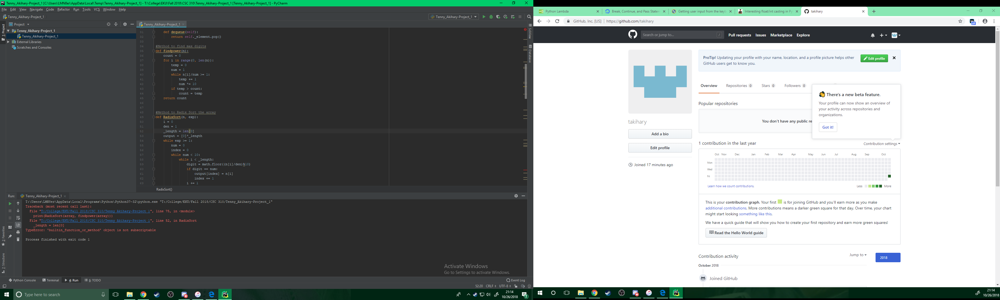 Tenny_Akihary-Project_1 [C:\Users\LMN8er\AppData\Local\Temp\Tenny_Akihary-Project_1] - T:\College\EKU\Fall 2018\CSC 310\Tenny_Akihary-Project_1 [Tenny_Akihary-Project_1] - PyCharm
File Edit View Navigate Code Refactor Run Tools VCS Window Help
Tenny_Akihary-Project_1
Tenny_Akihary-Project_1
Project
Tenny_Akihary-Project_1
Tenny_Akihary-Project_1
Tenny_Akihary-Project_1
External Libraries
Scratches and Consoles
1: Project
2: Favorites
7: Structure
SciView
Database
31 def dequeue(self):
32 return self._element.pop()
33
34 #Method to find max digits
35 def findpower(n):
36 count = 0
37 for i in range(0, len(n)):
38 temp = 0
39 num = 1
40 while n[i]/num >= 1:
41 temp += 1
42 num *= 10
43 if temp > count:
44 count = temp
45 return count
46
47
48 #Method to Radix Sort the array
49 def RadixSort(n, exp):
50 i = 0
51 den = 1
52 _length = len[0]
53 output = [0]*_length
54 while exp >= 1:
55 num = 0
56 index = 0
57 while num < 10:
58 while i < _length:
59 digit = math.floor((n[i]/den)%10)
60 if digit == num:
61 output[index] = n[i]
62 index += 1
63 i += 1
RadixSort()
Run: Tenny_Akihary-Project_1
T:\Users\LMN8er\AppData\Local\Programs\Python\Python37-32\python.exe "T:/College/EKU/Fall 2018/CSC 310/Tenny_Akihary-Project_1"
Traceback (most recent call last):
File "T:/College/EKU/Fall 2018/CSC 310/Tenny_Akihary-Project_1", line 75, in <module>
print(RadixSort(array, findpower(array)))
File "T:/College/EKU/Fall 2018/CSC 310/Tenny_Akihary-Project_1", line 52, in RadixSort
_length = len[0]
TypeError: 'builtin_function_or_method' object is not subscriptable
Process finished with exit code 1
Activate Windows
Go to Settings to activate Windows.
Python Console Terminal 4: Run 6: TODO Event Log
52:20 CRLF UTF-8
Type here to search
21:14
10/26/2018
2
Python Lambda
Break, Continue, and Pass Statem
Getting user input from the keyb
Interesting float/int casting in Py
takihary
GitHub, Inc. [US] | https://github.com/takihary
off
Search or jump to... /
Pull requests Issues Marketplace Explore
ProTip! Updating your profile with your name, location, and a profile picture helps other
GitHub users get to know you.
Edit profile
Overview Repositories 0 Stars 0 Followers 0
There's a new beta feature.
Your profile can now show an overview of
your activity across repositories and
organizations.
Got it!
Popular repositories
You don't have any public re
takihary
Add a bio
Edit profile
Joined 17 minutes ago
1 contribution in the last year
Contribution settings
Oct Nov Dec Jan Feb Mar Apr May Jun Jul Aug Sep Oct
Mon
Wed
Fri
Learn how we count contributions.
Less More
This is your contribution graph. Your first is for joining GitHub and you'll earn more as you make
additional contributions. More contributions means a darker green square for that day. Over time, your chart
might start looking something like this.
We have a quick guide that will show you how to create your first repository and earn more green squares!
Read the Hello World guide
Contribution activity
Jump to
2018
October 2018
Joined GitHub
21:14
10/26/2018